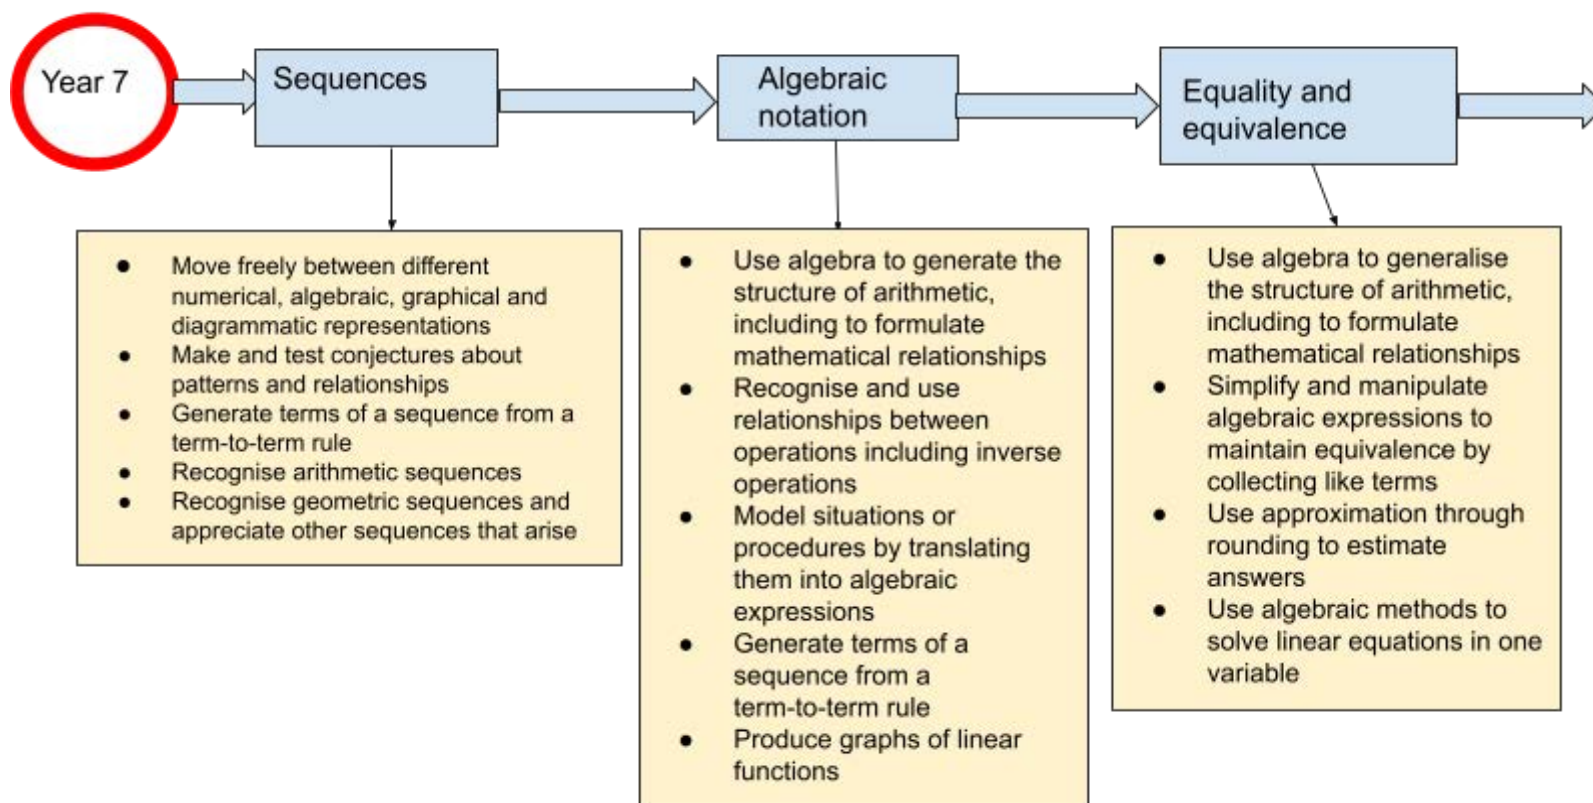 Year 7
Sequences
Algebraic
notation
Equality and
equivalence
● Move freely between different
numerical, algebraic, graphical and
diagrammatic representations
● Make and test conjectures about
patterns and relationships
● Generate terms of a sequence from a
term-to-term rule
● Recognise arithmetic sequences
● Recognise geometric sequences and
appreciate other sequences that arise
● Use algebra to generate the
structure of arithmetic,
including to formulate
mathematical relationships
● Recognise and use
relationships between
operations including inverse
operations
● Model situations or
procedures by translating
them into algebraic
expressions
● Generate terms of a
sequence from a
term-to-term rule
● Produce graphs of linear
functions
● Use algebra to generalise
the structure of arithmetic,
including to formulate
mathematical relationships
● Simplify and manipulate
algebraic expressions to
maintain equivalence by
collecting like terms
● Use approximation through
rounding to estimate
answers
● Use algebraic methods to
solve linear equations in one
variable